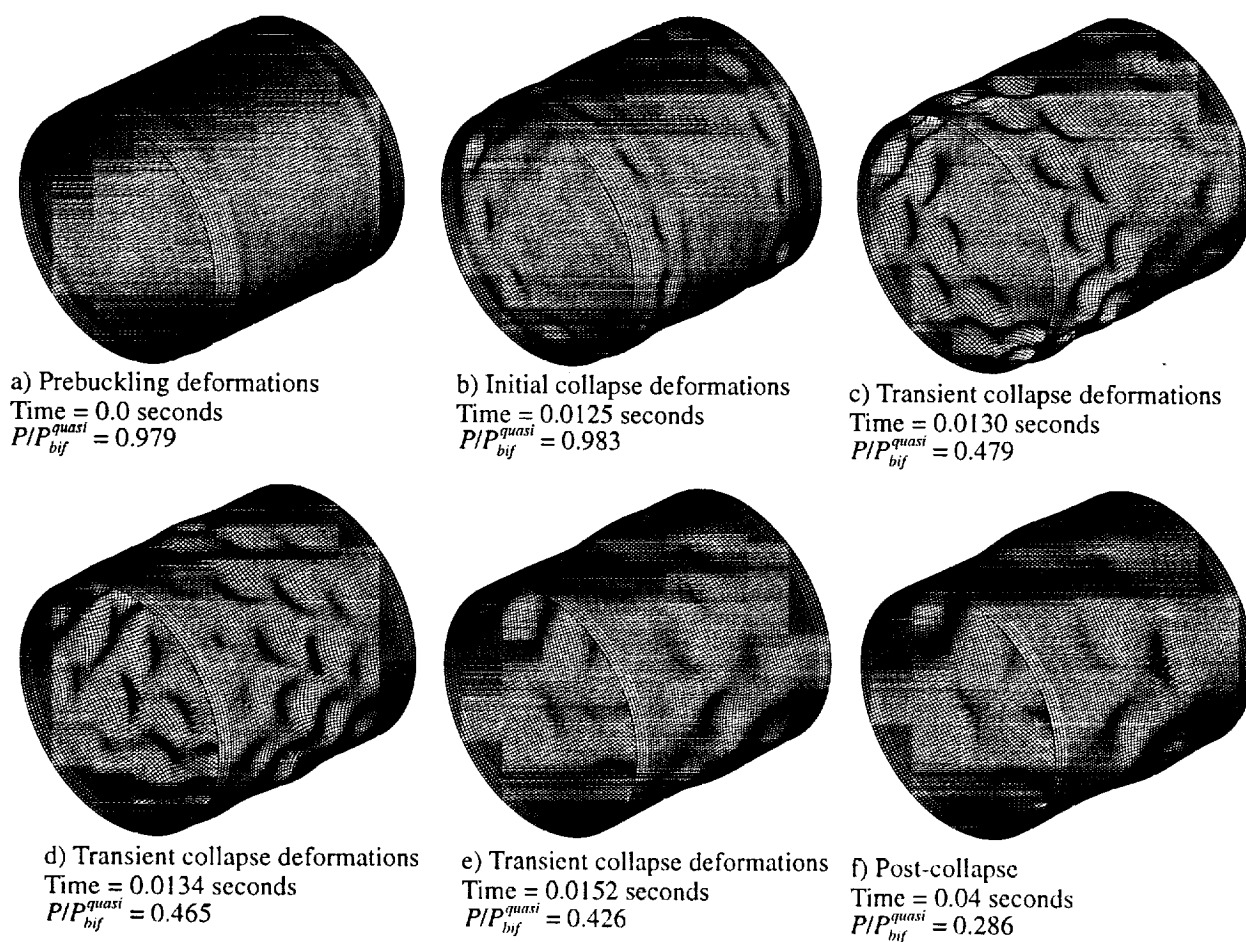 a) Prebuckling deformations
Time = 0.0 seconds
P/P_bif^quasi = 0.979
b) Initial collapse deformations
Time = 0.0125 seconds
P/P_bif^quasi = 0.983
c) Transient collapse deformations
Time = 0.0130 seconds
P/P_bif^quasi = 0.479
d) Transient collapse deformations
Time = 0.0134 seconds
P/P_bif^quasi = 0.465
e) Transient collapse deformations
Time = 0.0152 seconds
P/P_bif^quasi = 0.426
f) Post-collapse
Time = 0.04 seconds
P/P_bif^quasi = 0.286